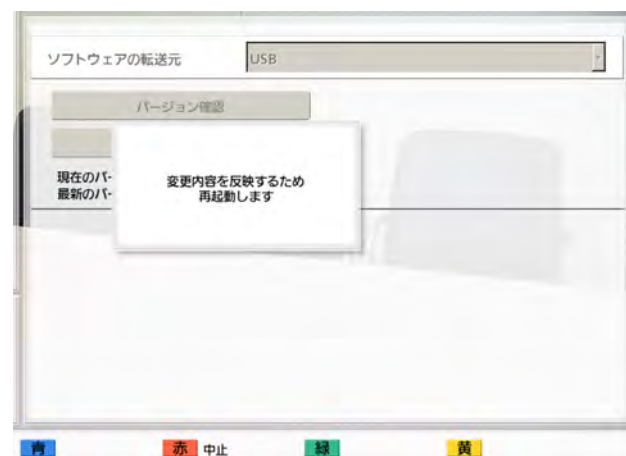 ソフトウェアの転送元 USB
バージョン確認
現在のバー
最新のバー
変更内容を反映するため
再起動します
青 赤 中止 緑 黄